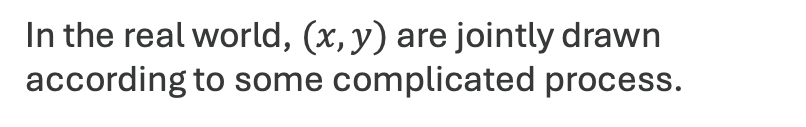 In the real world, (x, y) are jointly drawn
according to some complicated process.